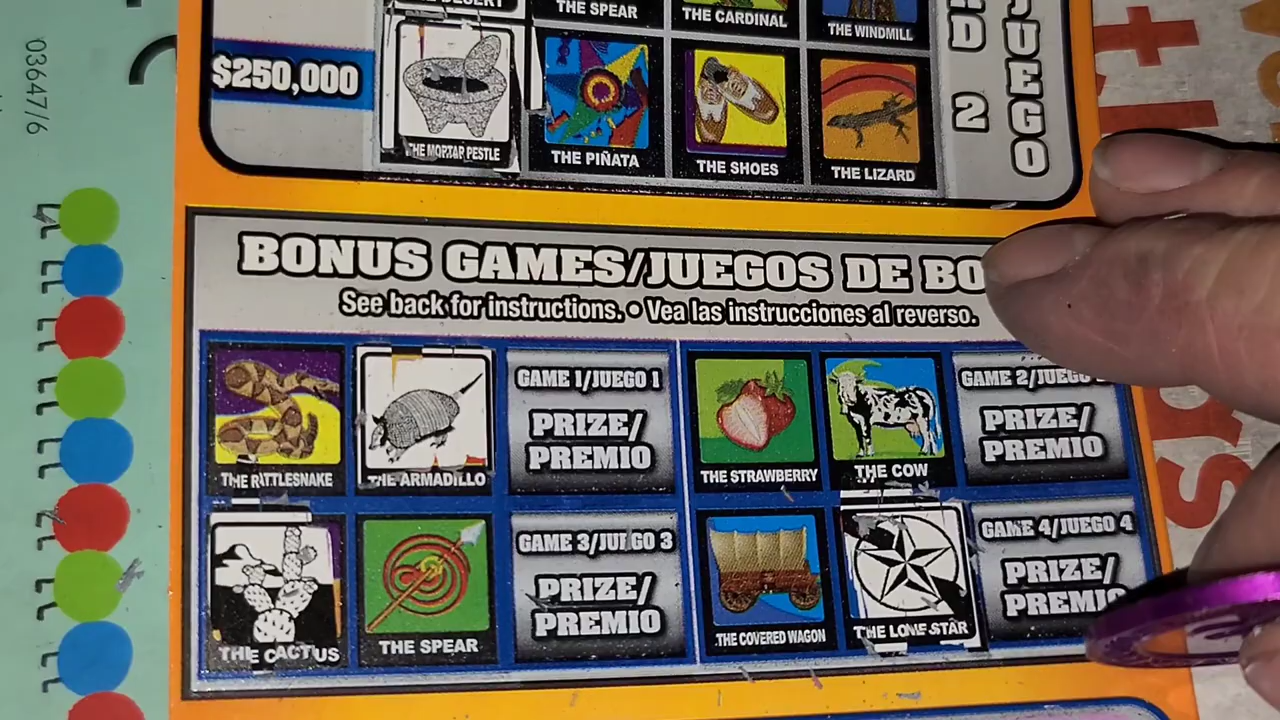 THE SPEAR
THE CARDINAL
THE WINDMILL
$250,000
THE MORTAR PESTLE
THE PIÑATA
THE SHOES
THE LIZARD
2
JUEGO
03647/6
BONUS GAMES/JUEGOS DE BO
See back for instructions. • Vea las instrucciones al reverso.
THE RATTLESNAKE
THE ARMADILLO
GAME 1/JUEGO 1
PRIZE/
PREMIO
THE STRAWBERRY
THE COW
GAME 2/JUEGO
PRIZE/
PREMIO
THE CACTUS
THE SPEAR
GAME 3/JUEGO 3
PRIZE/
PREMIO
THE COVERED WAGON
THE LONE STAR
GAME 4/JUEGO 4
PRIZE/
PREMIO